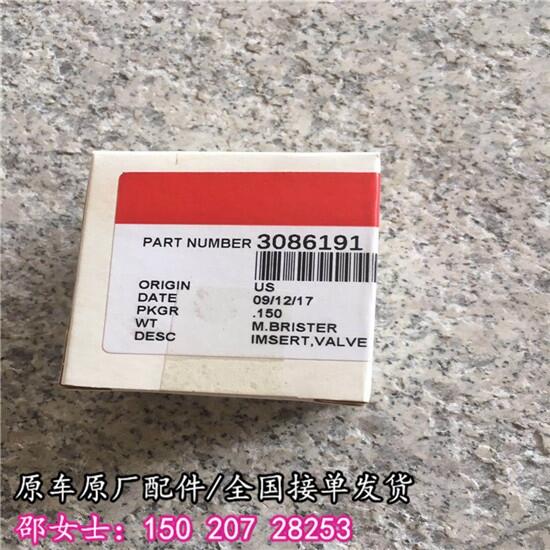 PART NUMBER 3086191
ORIGIN US
DATE 09/12/17
PKGR .150
WT M.BRISTER
DESC IMSERT,VALVE
原车原厂配件/全国接单发货
邵女士：150 207 28253